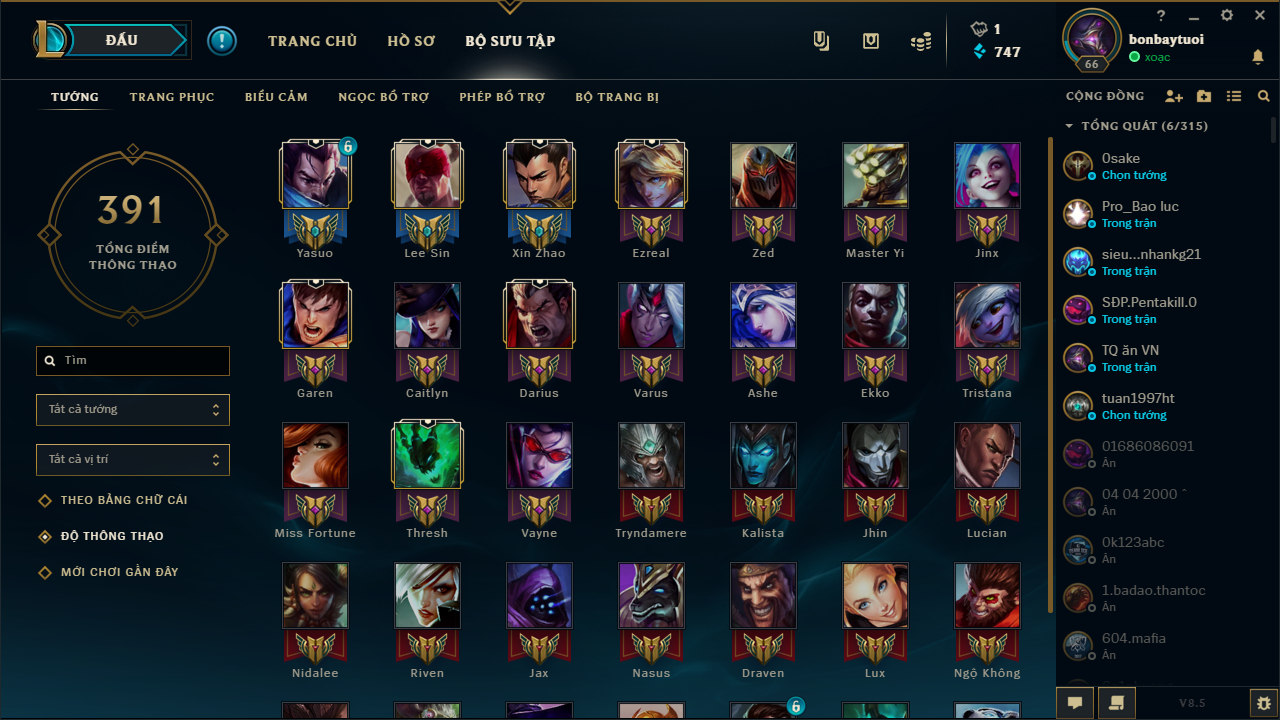 ĐẤU
!
TRANG CHỦ
HỒ SƠ
BỘ SƯU TẬP
1
747
?
bonbaytuoi
xoạc
66
TƯỚNG
TRANG PHỤC
BIỂU CẢM
NGỌC BỔ TRỢ
PHÉP BỔ TRỢ
BỘ TRANG BỊ
CỘNG ĐỒNG
TỔNG QUÁT (6/315)
391
TỔNG ĐIỂM
THÔNG THẠO
Tìm
Tất cả tướng
Tất cả vị trí
THEO BẢNG CHỮ CÁI
ĐỘ THÔNG THẠO
MỚI CHƠI GẦN ĐÂY
6
Yasuo
Lee Sin
Xin Zhao
Ezreal
Zed
Master Yi
Jinx
Garen
Caitlyn
Darius
Varus
Ashe
Ekko
Tristana
Miss Fortune
Thresh
Vayne
Tryndamere
Kalista
Jhin
Lucian
Nidalee
Riven
Jax
Nasus
Draven
Lux
Ngộ Không
6
0sake
Chọn tướng
Pro_Bao luc
Trong trận
sieu...nhankg21
Trong trận
SĐP.Pentakill.0
Trong trận
TQ ăn VN
Trong trận
tuan1997ht
Chọn tướng
01686086091
Ẩn
04 04 2000 ^
Ẩn
0k123abc
Ẩn
1.badao.thantoc
Ẩn
604.mafia
Ẩn
V8.5